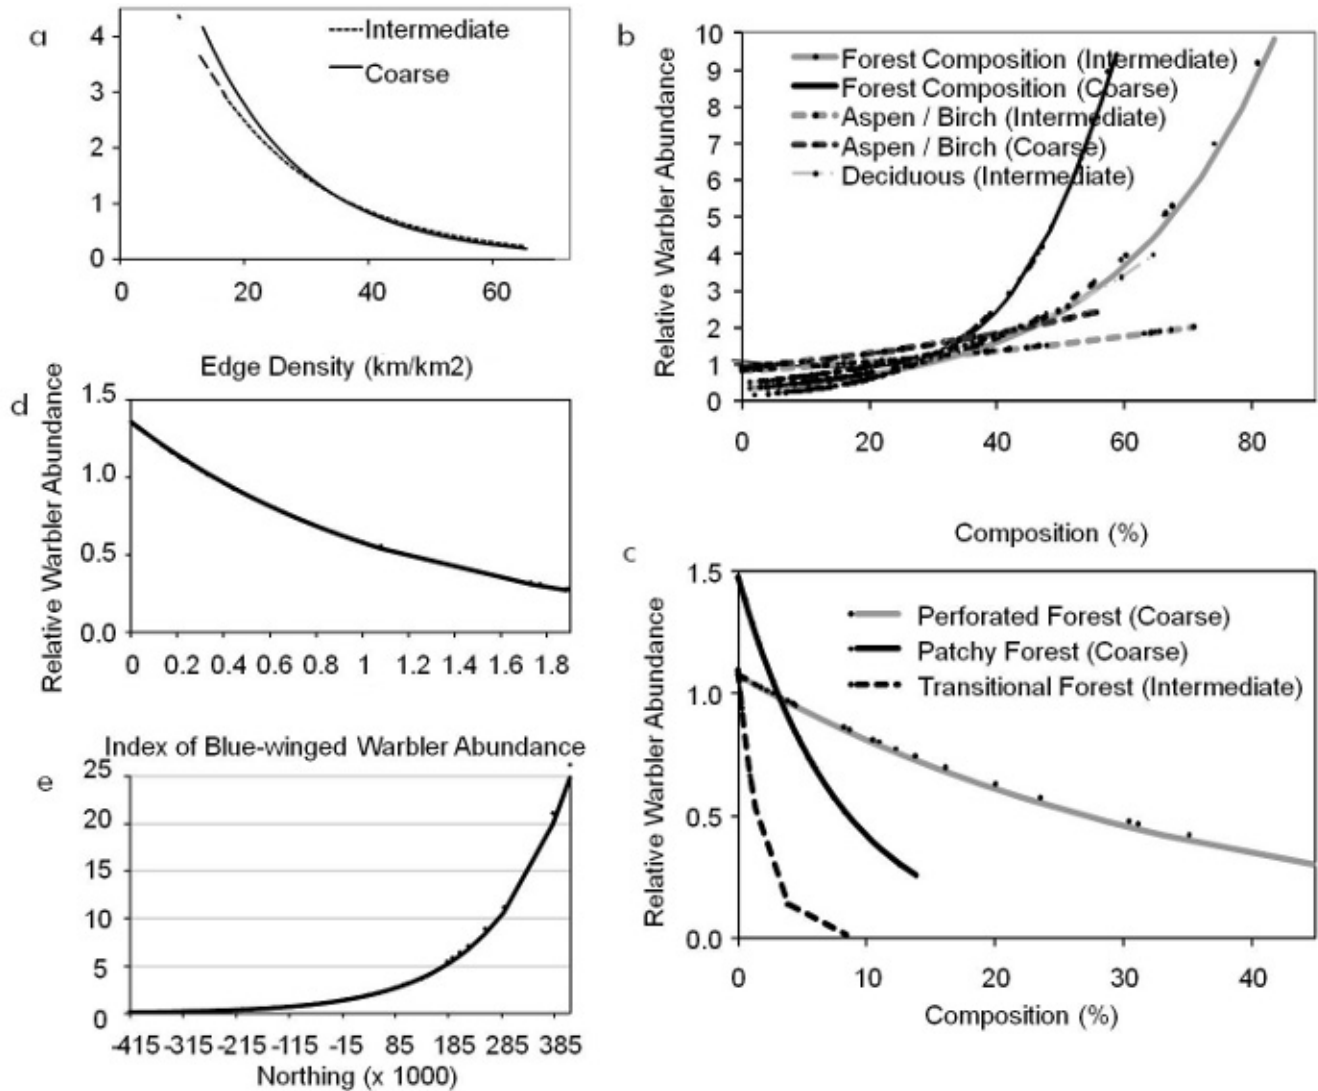 a
4
3
2
1
0
0 20 40 60
Intermediate
Coarse
Edge Density (km/km2)
b
Relative Warbler Abundance
10
9
8
7
6
5
4
3
2
1
0
0 20 40 60 80
Forest Composition (Intermediate)
Forest Composition (Coarse)
Aspen / Birch (Intermediate)
Aspen / Birch (Coarse)
Deciduous (Intermediate)
Composition (%)
d
Relative Warbler Abundance
1.5
1.0
0.5
0.0
0 0.2 0.4 0.6 0.8 1 1.2 1.4 1.6 1.8
Index of Blue-winged Warbler Abundance
c
Relative Warbler Abundance
1.5
1.0
0.5
0.0
0 10 20 30 40
Perforated Forest (Coarse)
Patchy Forest (Coarse)
Transitional Forest (Intermediate)
Composition (%)
e
25
20
15
10
5
0
-415 -315 -215 -115 -15 85 185 285 385
Northing (x 1000)